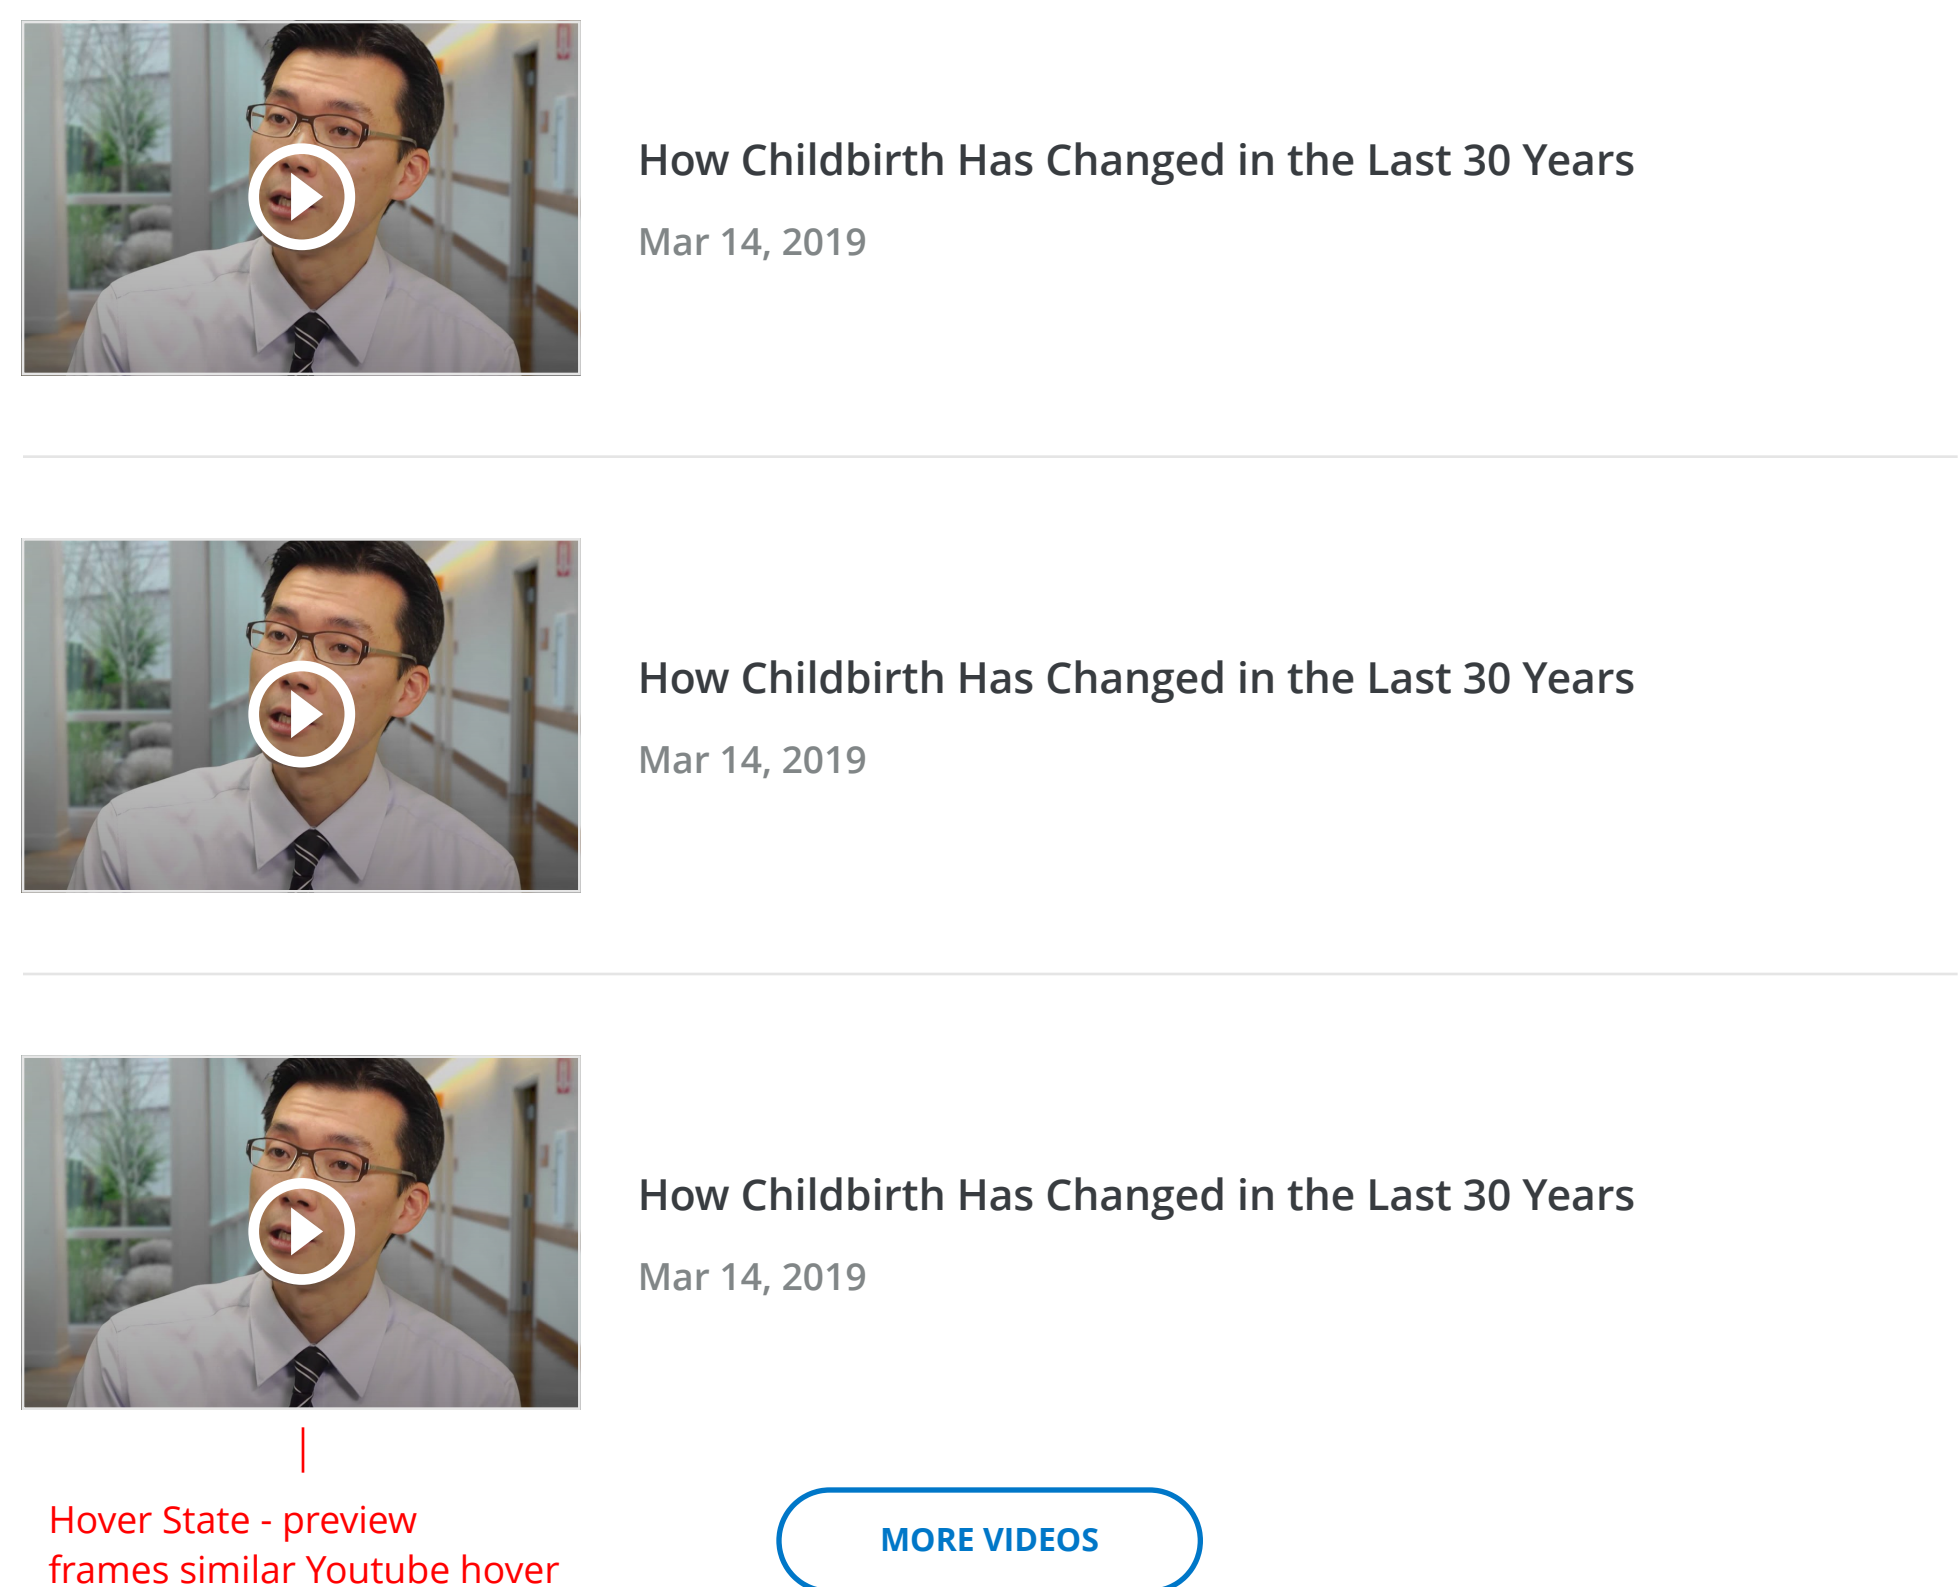 How Childbirth Has Changed in the Last 30 Years
Mar 14, 2019
How Childbirth Has Changed in the Last 30 Years
Mar 14, 2019
How Childbirth Has Changed in the Last 30 Years
Mar 14, 2019
Hover State - preview
frames similar Youtube hover
MORE VIDEOS